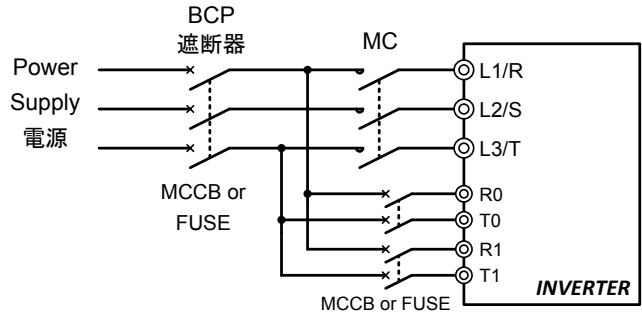 BCP
遮断器
MC
Power
Supply
電源
L1/R
L2/S
L3/T
MCCB or
FUSE
R0
T0
R1
T1
INVERTER
MCCB or FUSE